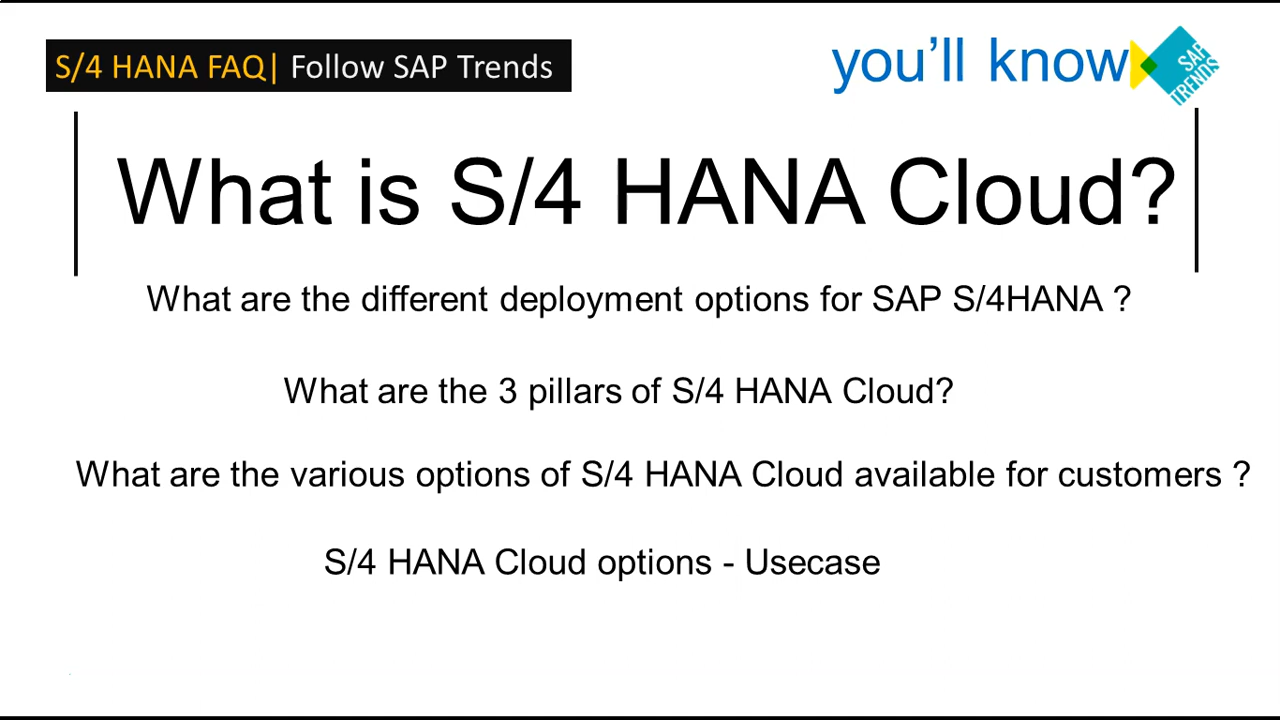 S/4 HANA FAQ| Follow SAP Trends
you'll know
SAP
TRENDS
What is S/4 HANA Cloud?
What are the different deployment options for SAP S/4HANA ?
What are the 3 pillars of S/4 HANA Cloud?
What are the various options of S/4 HANA Cloud available for customers ?
S/4 HANA Cloud options - Usecase